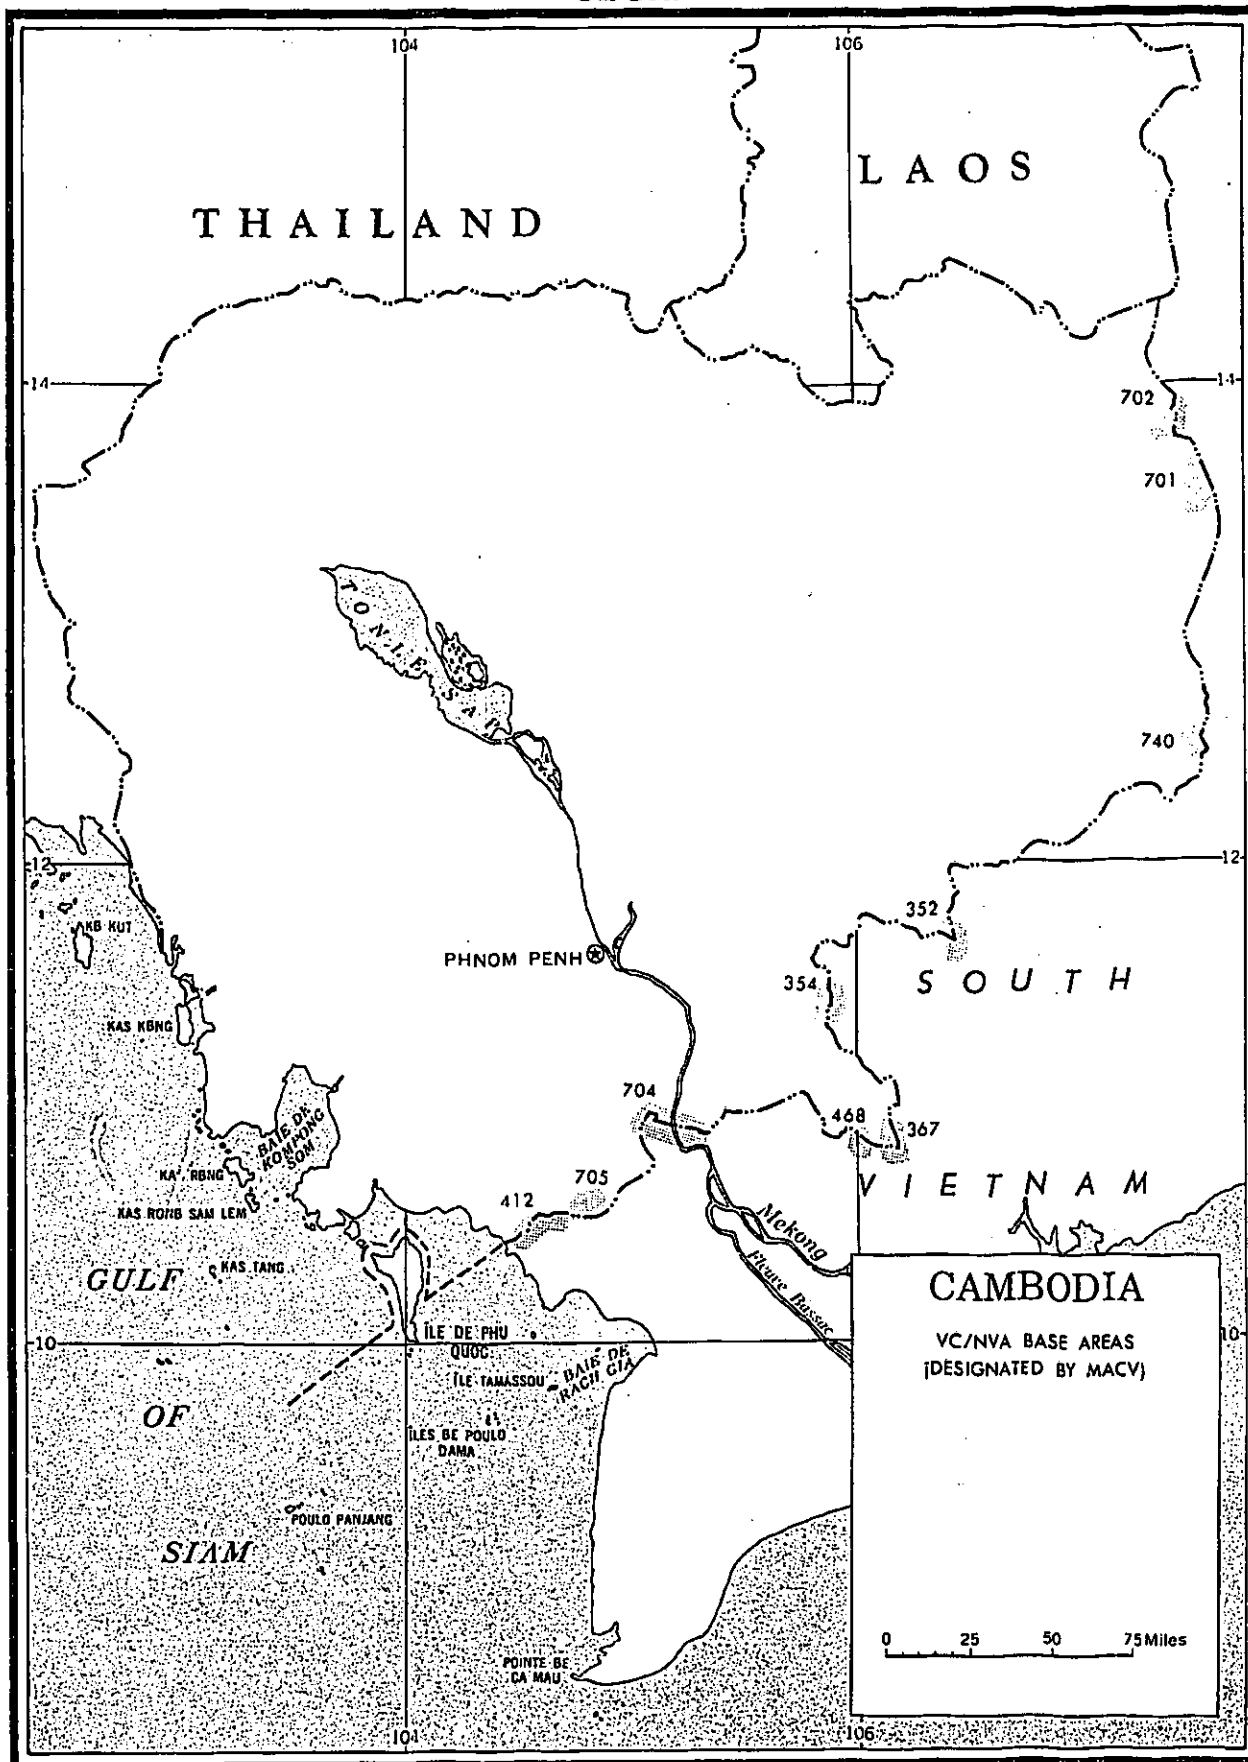 104
106
LAOS
THAILAND
14
14
702
701
TONLE SAP
740
12
12
352
KB KUT
PHNOM PENH
354
SOUTH
KAS KBNG
704
468
367
BAIE DE
KOMPONG
SOM
705
VIETNAM
412
KAS RONB SAM LEM
Mekong
GULF
KAS TANG
Fleuve Bassac
CAMBODIA
VC/NVA BASE AREAS
(DESIGNATED BY MACV)
10
ÎLE DE PHU
QUOC
10
BAIE DE
RACH GIA
ÎLE TAMASSOU
OF
ÎLES BE POULO
DAMA
POULO PANJANG
SIAM
0 25 50 75 Miles
POINTE BE
CA MAU
104
106